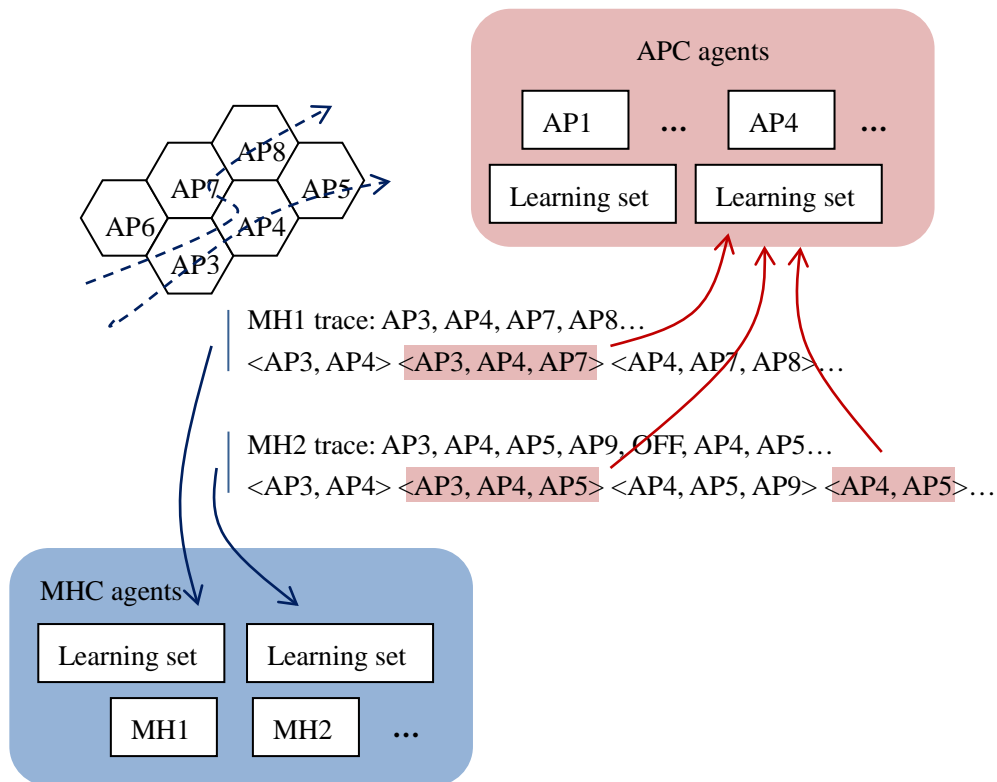 APC agents
AP1 ... AP4 ...
Learning set Learning set
AP8
AP7 AP5
AP6 AP4
AP3
MH1 trace: AP3, AP4, AP7, AP8…
<AP3, AP4> <AP3, AP4, AP7> <AP4, AP7, AP8>…
MH2 trace: AP3, AP4, AP5, AP9, OFF, AP4, AP5…
<AP3, AP4> <AP3, AP4, AP5> <AP4, AP5, AP9> <AP4, AP5>…
MHC agents
Learning set Learning set
MH1 MH2 ...